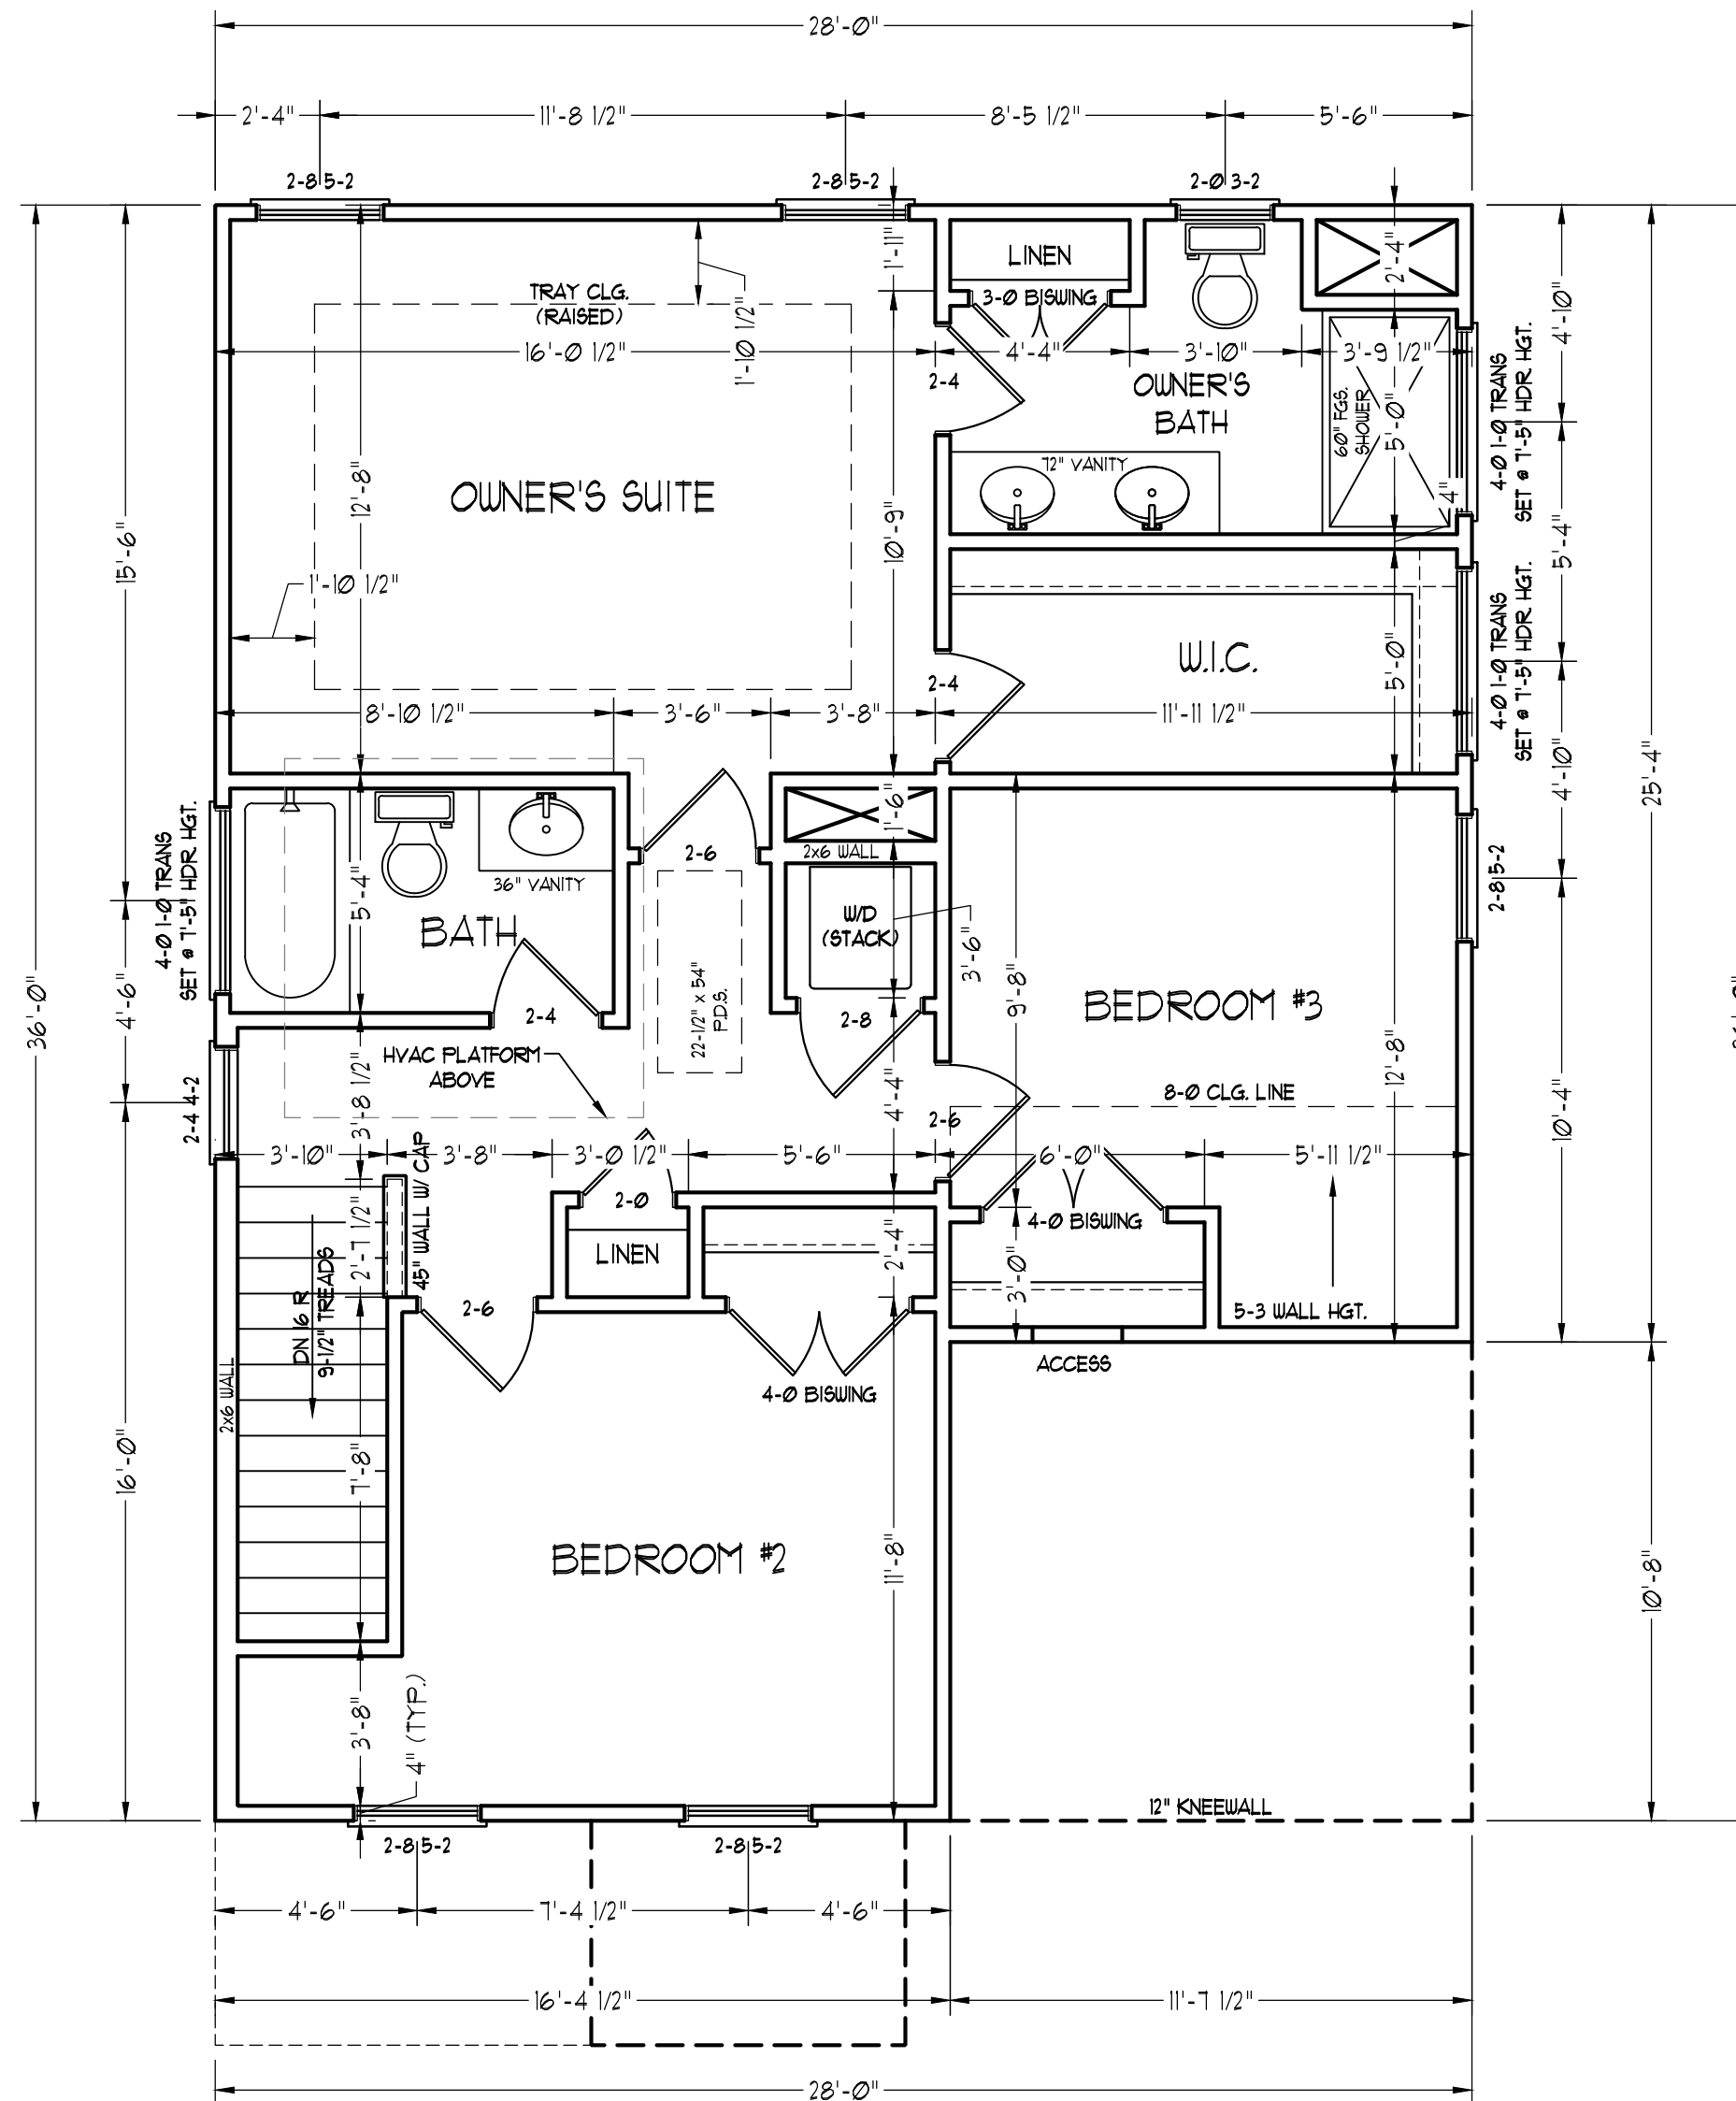 28'-0"
2'-4"
11'-8 1/2"
8'-5 1/2"
5'-6"
2-8 5-2
2-8 5-2
2-0 3-2
1'-11"
LINEN
2'-4"
TRAY CLG.
(RAISED)
1'-10 1/2"
3-0 BISWING
16'-0 1/2"
4'-4"
3'-10"
3'-9 1/2"
4'-10"
2-4
OWNER'S
BATH
60" FGS.
SHOWER
5'-0"
4-0 1-0 TRANS
SET @ 7'-5" HDR. HGT.
12'-8"
OWNER'S SUITE
72" VANITY
4"
10'-9"
15'-6"
5'-4"
1'-10 1/2"
4-0 1-0 TRANS
SET @ 7'-5" HDR. HGT.
W.I.C.
5'-0"
2-4
8'-10 1/2"
3'-6"
3'-8"
11'-11 1/2"
4'-10"
25'-4"
4-0 1-0 TRANS
SET @ 7'-5" HDR. HGT.
1'-6"
2-6
2x6 WALL
36" VANITY
5'-4"
BATH
W/D
(STACK)
3'-6"
2-8 5-2
36'-0"
4'-6"
22-1/2" x 54"
P.D.S.
9'-8"
BEDROOM #3
2-4
2-8
HVAC PLATFORM
ABOVE
3'-8 1/2"
4'-4"
12'-8"
8-0 CLG. LINE
2-4 4-2
2-6
10'-4"
3'-10"
3'-8"
3'-0 1/2"
5'-6"
6'-0"
5'-11 1/2"
45" WALL W/ CAP
2-0
4-0 BISWING
2'-7 1/2"
LINEN
2'-4"
3'-0"
DN 16 R
9-1/2" TREADS
2-6
5-3 WALL HGT.
ACCESS
2x6 WALL
4-0 BISWING
16'-0"
7'-8"
BEDROOM #2
11'-8"
10'-8"
3'-8"
4" (TYP.)
12" KNEEWALL
2-8 5-2
2-8 5-2
4'-6"
7'-4 1/2"
4'-6"
16'-4 1/2"
11'-7 1/2"
28'-0"